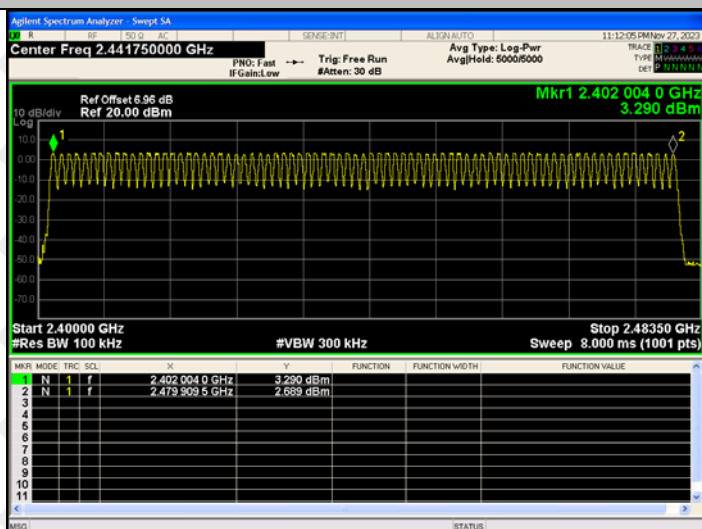 Agilent Spectrum Analyzer - Swept SA
R RF 50 Ω AC SENSE:INT ALIGN AUTO 11:12:05 PM Nov 27, 2023
Center Freq 2.441750000 GHz Avg Type: Log-Pwr TRACE 1 2 3 4 5 6
PNO: Fast Trig: Free Run Avg|Hold: 5000/5000 TYPE M
IFGain:Low #Atten: 30 dB DET P N N N N N
Mkr1 2.402 004 0 GHz
3.290 dBm
Ref Offset 6.96 dB
10 dB/div Ref 20.00 dBm
Log
1
2
10.0
0.00
-10.0
-20.0
-30.0
-40.0
-50.0
-60.0
-70.0
Start 2.40000 GHz Stop 2.48350 GHz
#Res BW 100 kHz #VBW 300 kHz Sweep 8.000 ms (1001 pts)
MKR MODE TRC SCL X Y FUNCTION FUNCTION WIDTH FUNCTION VALUE
1 N 1 f 2.402 004 0 GHz 3.290 dBm
2 N 1 f 2.479 909 5 GHz 2.689 dBm
3
4
5
6
7
8
9
10
11
MSG STATUS